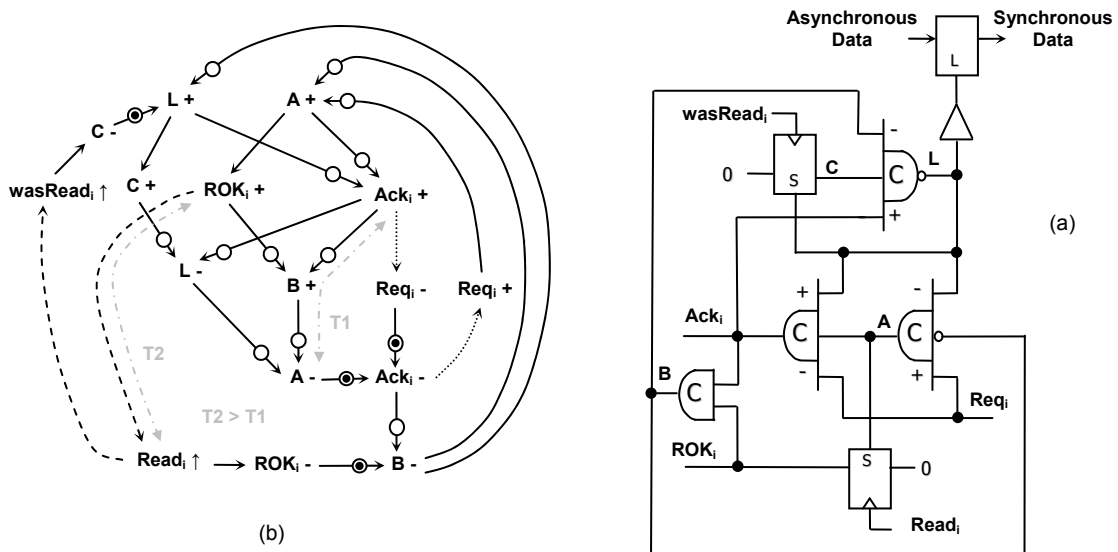 L +
A +
C -
wasReadᵢ ↑
C +
ROKᵢ +
Ackᵢ +
L -
B +
Reqᵢ -
Reqᵢ +
T1
T2
A -
Ackᵢ -
T2 > T1
Readᵢ ↑
ROKᵢ -
B -
(b)
Asynchronous Synchronous
Data Data
L
wasReadᵢ
-
L
0
C
C
S
+
(a)
+
-
Ackᵢ
C
A
C
B
-
+
C
Reqᵢ
ROKᵢ
S
0
Readᵢ